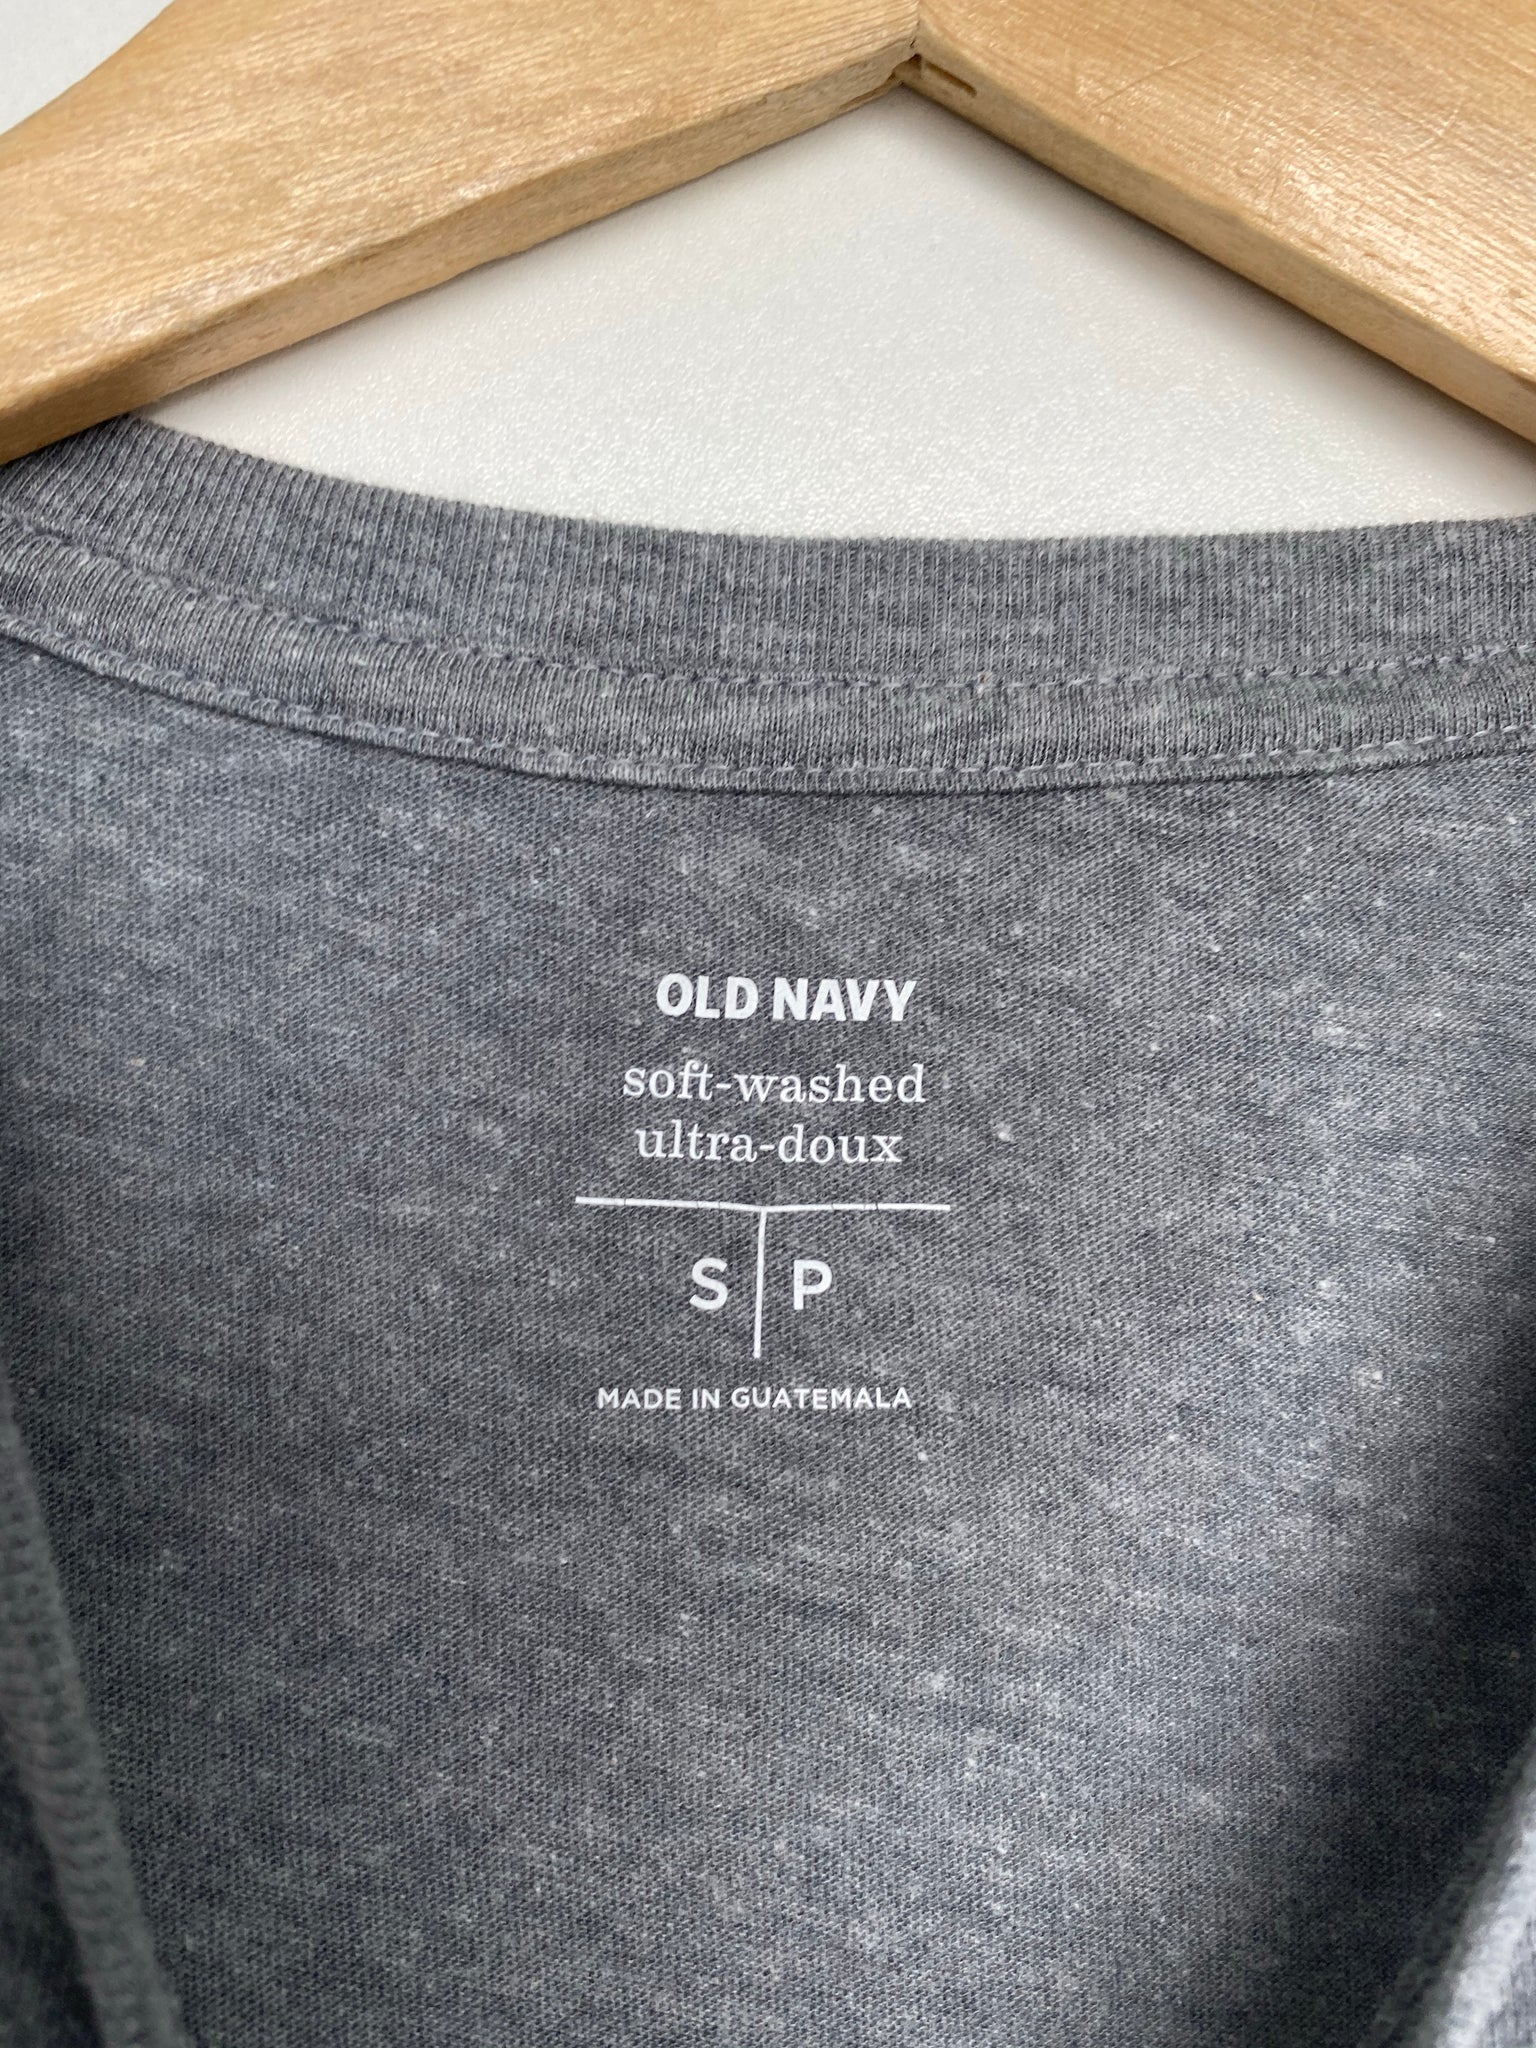 OLD NAVY
soft-washed
ultra-doux
S P
MADE IN GUATEMALA